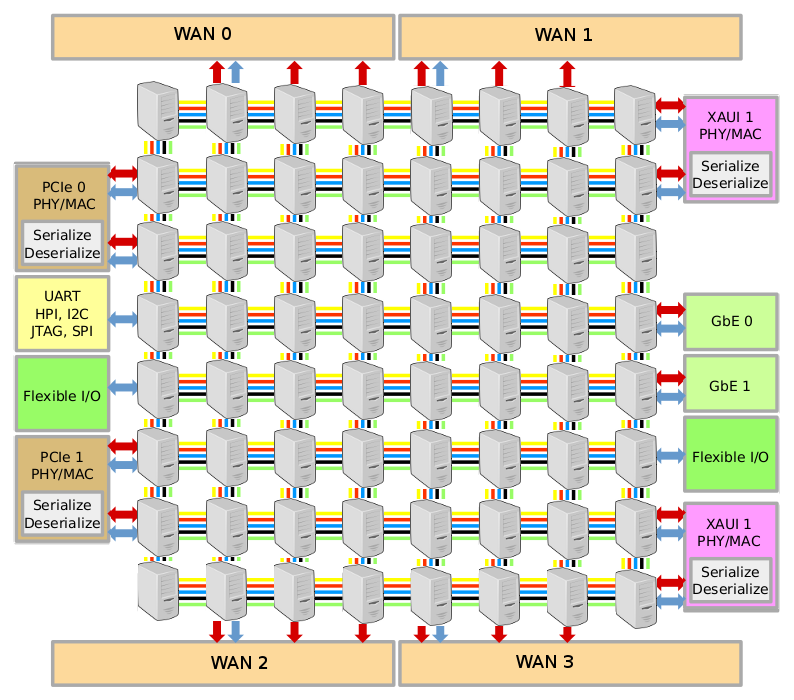 WAN 0
WAN 1
XAUI 1
PHY/MAC
Serialize
Deserialize
PCIe 0
PHY/MAC
Serialize
Deserialize
UART
HPI, I2C
JTAG, SPI
GbE 0
Flexible I/O
GbE 1
PCIe 1
PHY/MAC
Serialize
Deserialize
Flexible I/O
XAUI 1
PHY/MAC
Serialize
Deserialize
WAN 2
WAN 3